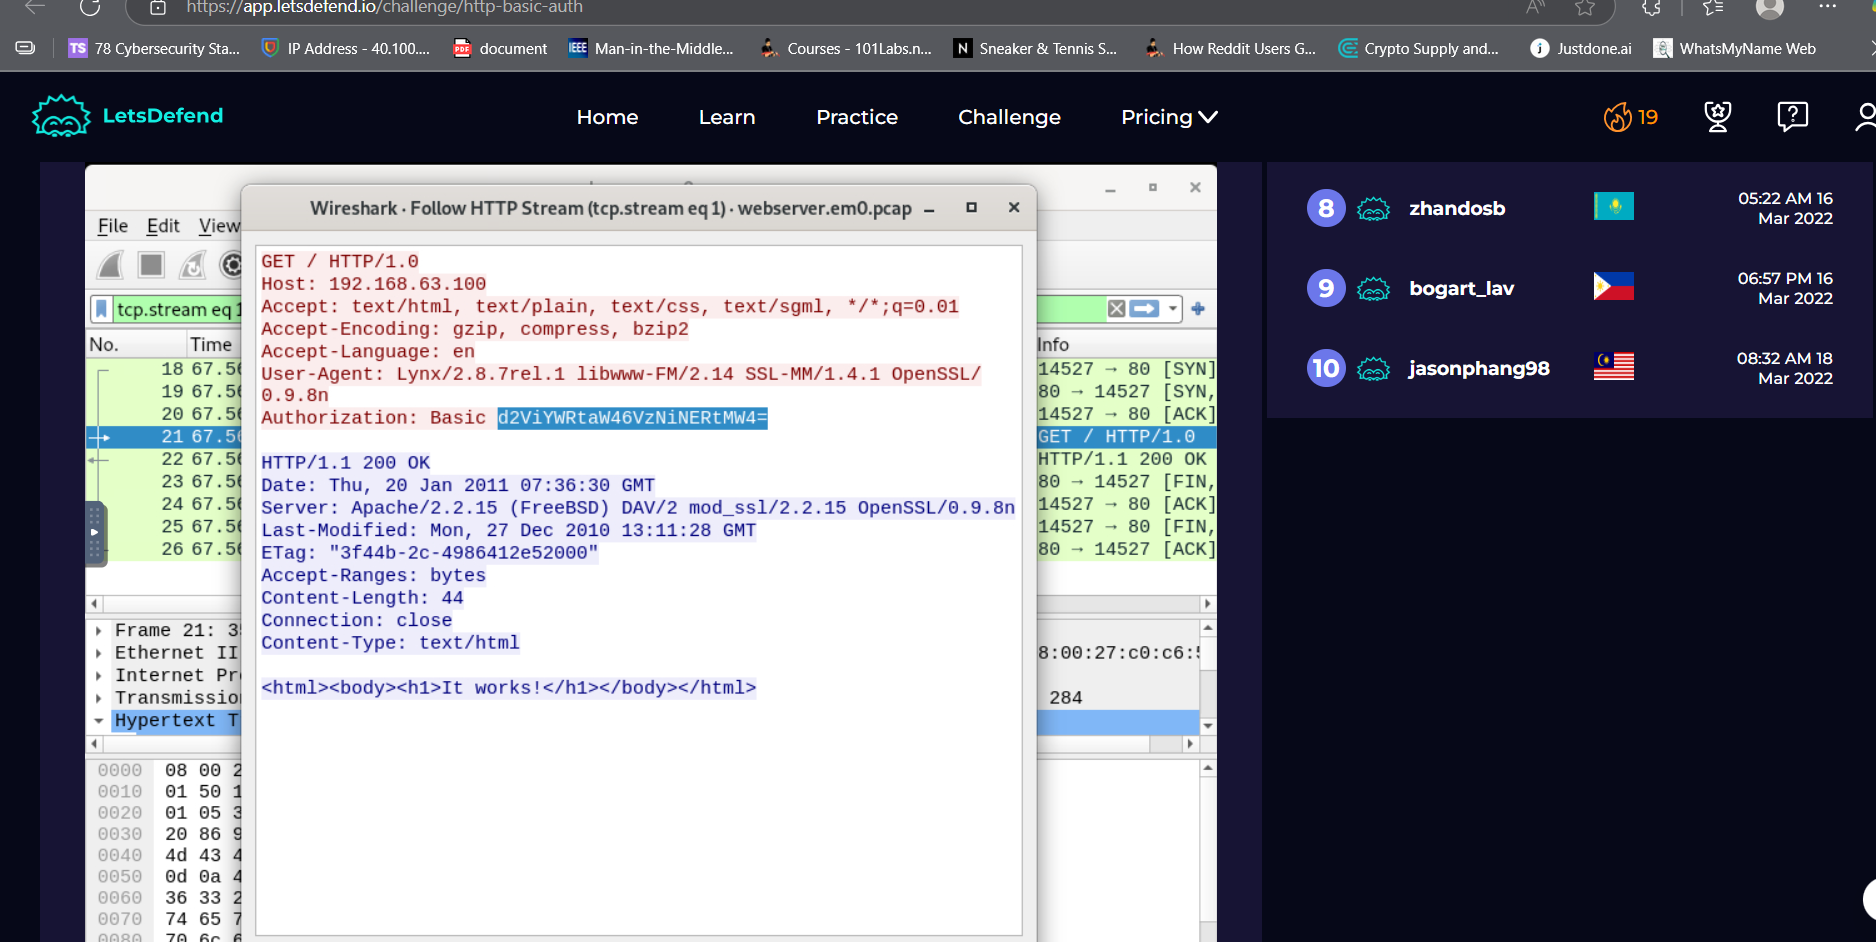 https://app.letsdefend.io/challenge/http-basic-auth
TS 78 Cybersecurity Sta...
IP Address - 40.100....
PDF document
IEEE Man-in-the-Middle...
Courses - 101Labs.n...
N Sneaker & Tennis S...
How Reddit Users G...
Crypto Supply and...
J Justdone.ai
WhatsMyName Web
LetsDefend
Home
Learn
Practice
Challenge
Pricing
19
Wireshark · Follow HTTP Stream (tcp.stream eq 1) · webserver.em0.pcap
File Edit View
tcp.stream eq 1
No. Time
Info
18 67.56
14527 → 80 [SYN]
19 67.56
80 → 14527 [SYN,
20 67.56
14527 → 80 [ACK]
21 67.56
GET / HTTP/1.0
22 67.56
HTTP/1.1 200 OK
23 67.56
80 → 14527 [FIN,
24 67.56
80 → 14527 [ACK]
25 67.56
14527 → 80 [FIN,
26 67.56
80 → 14527 [ACK]
Frame 21: 35
Ethernet II
8:00:27:c0:c6:5
Internet Pr
Transmission
284
Hypertext T
0000 08 00 2
0010 01 50 1
0020 01 05 3
0030 20 86 9
0040 4d 43 4
0050 0d 0a 4
0060 36 33 2
0070 74 65 7
0080 70 6c 6
GET / HTTP/1.0
Host: 192.168.63.100
Accept: text/html, text/plain, text/css, text/sgml, */*;q=0.01
Accept-Encoding: gzip, compress, bzip2
Accept-Language: en
User-Agent: Lynx/2.8.7rel.1 libwww-FM/2.14 SSL-MM/1.4.1 OpenSSL/
0.9.8n
Authorization: Basic d2ViYWRtaW46VzNiNERtMW4=
HTTP/1.1 200 OK
Date: Thu, 20 Jan 2011 07:36:30 GMT
Server: Apache/2.2.15 (FreeBSD) DAV/2 mod_ssl/2.2.15 OpenSSL/0.9.8n
Last-Modified: Mon, 27 Dec 2010 13:11:28 GMT
ETag: "3f44b-2c-4986412e52000"
Accept-Ranges: bytes
Content-Length: 44
Connection: close
Content-Type: text/html
<html><body><h1>It works!</h1></body></html>
8 zhandosb
05:22 AM 16
Mar 2022
9 bogart_lav
06:57 PM 16
Mar 2022
10 jasonphang98
08:32 AM 18
Mar 2022